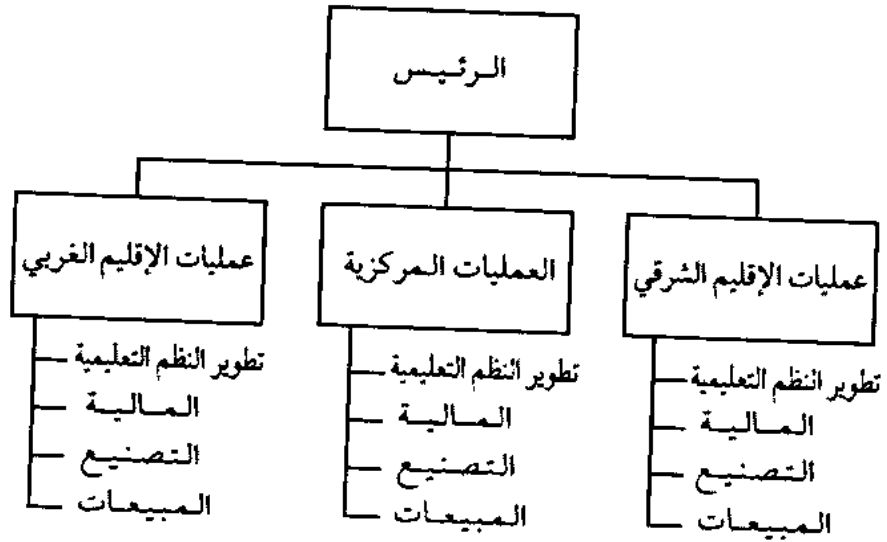 الرئيس
عمليات الإقليم الشرقي
تطوير النظم التعليمية
المالية
التصنيع
المبيعات
العمليات المركزية
تطوير النظم التعليمية
المالية
التصنيع
المبيعات
عمليات الإقليم الغربي
تطوير النظم التعليمية
المالية
التصنيع
المبيعات